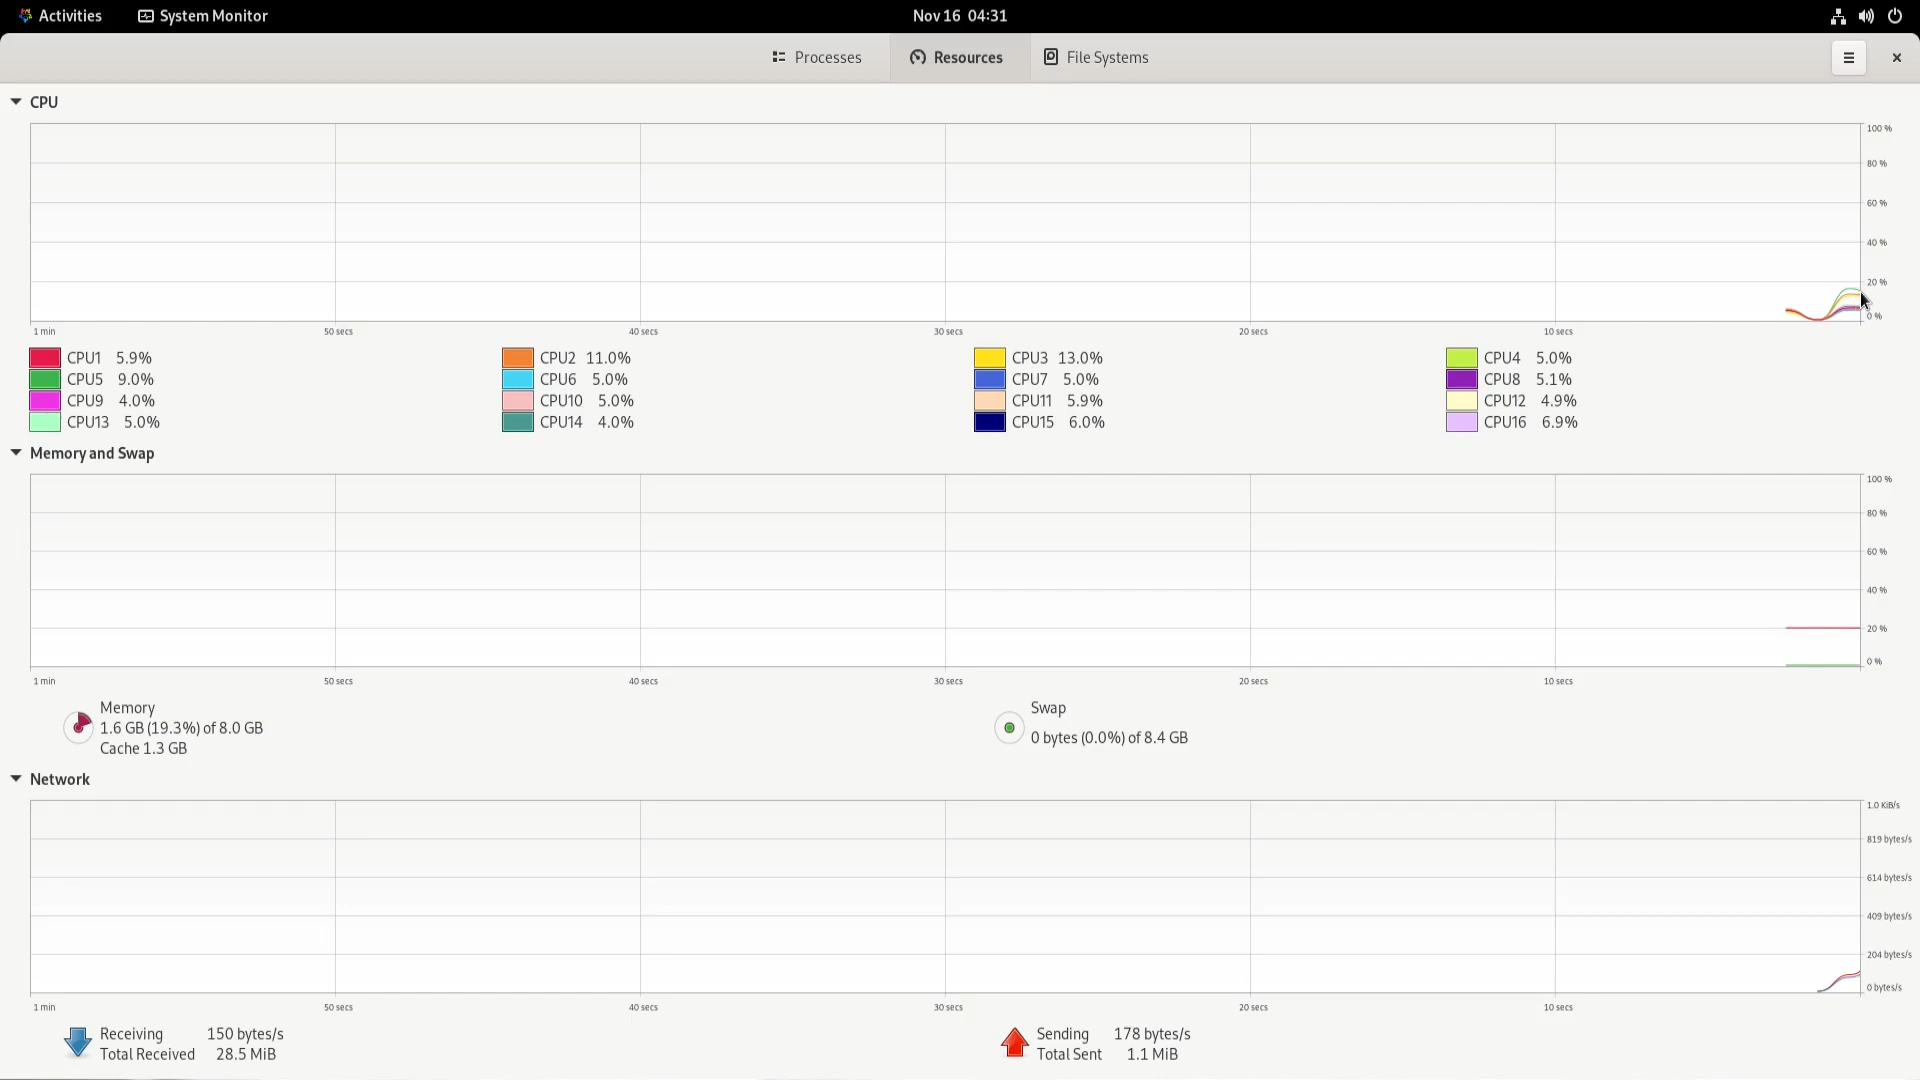 Activities System Monitor Nov 16 04:31
Processes Resources File Systems
CPU
100 %
80 %
60 %
40 %
20 %
0 %
1 min 50 secs 40 secs 30 secs 20 secs 10 secs
CPU1 5.9% CPU2 11.0% CPU3 13.0% CPU4 5.0%
CPU5 9.0% CPU6 5.0% CPU7 5.0% CPU8 5.1%
CPU9 4.0% CPU10 5.0% CPU11 5.9% CPU12 4.9%
CPU13 5.0% CPU14 4.0% CPU15 6.0% CPU16 6.9%
Memory and Swap
100 %
80 %
60 %
40 %
20 %
0 %
1 min 50 secs 40 secs 30 secs 20 secs 10 secs
Memory
1.6 GB (19.3%) of 8.0 GB
Cache 1.3 GB
Swap
0 bytes (0.0%) of 8.4 GB
Network
1.0 KiB/s
819 bytes/s
614 bytes/s
409 bytes/s
204 bytes/s
0 bytes/s
1 min 50 secs 40 secs 30 secs 20 secs 10 secs
Receiving 150 bytes/s
Total Received 28.5 MiB
Sending 178 bytes/s
Total Sent 1.1 MiB